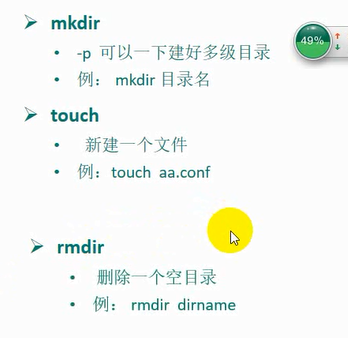 mkdir
49%
-p 可以一下建好多级目录
例： mkdir 目录名
touch
新建一个文件
例：touch aa.conf
rmdir
删除一个空目录
例： rmdir dirname